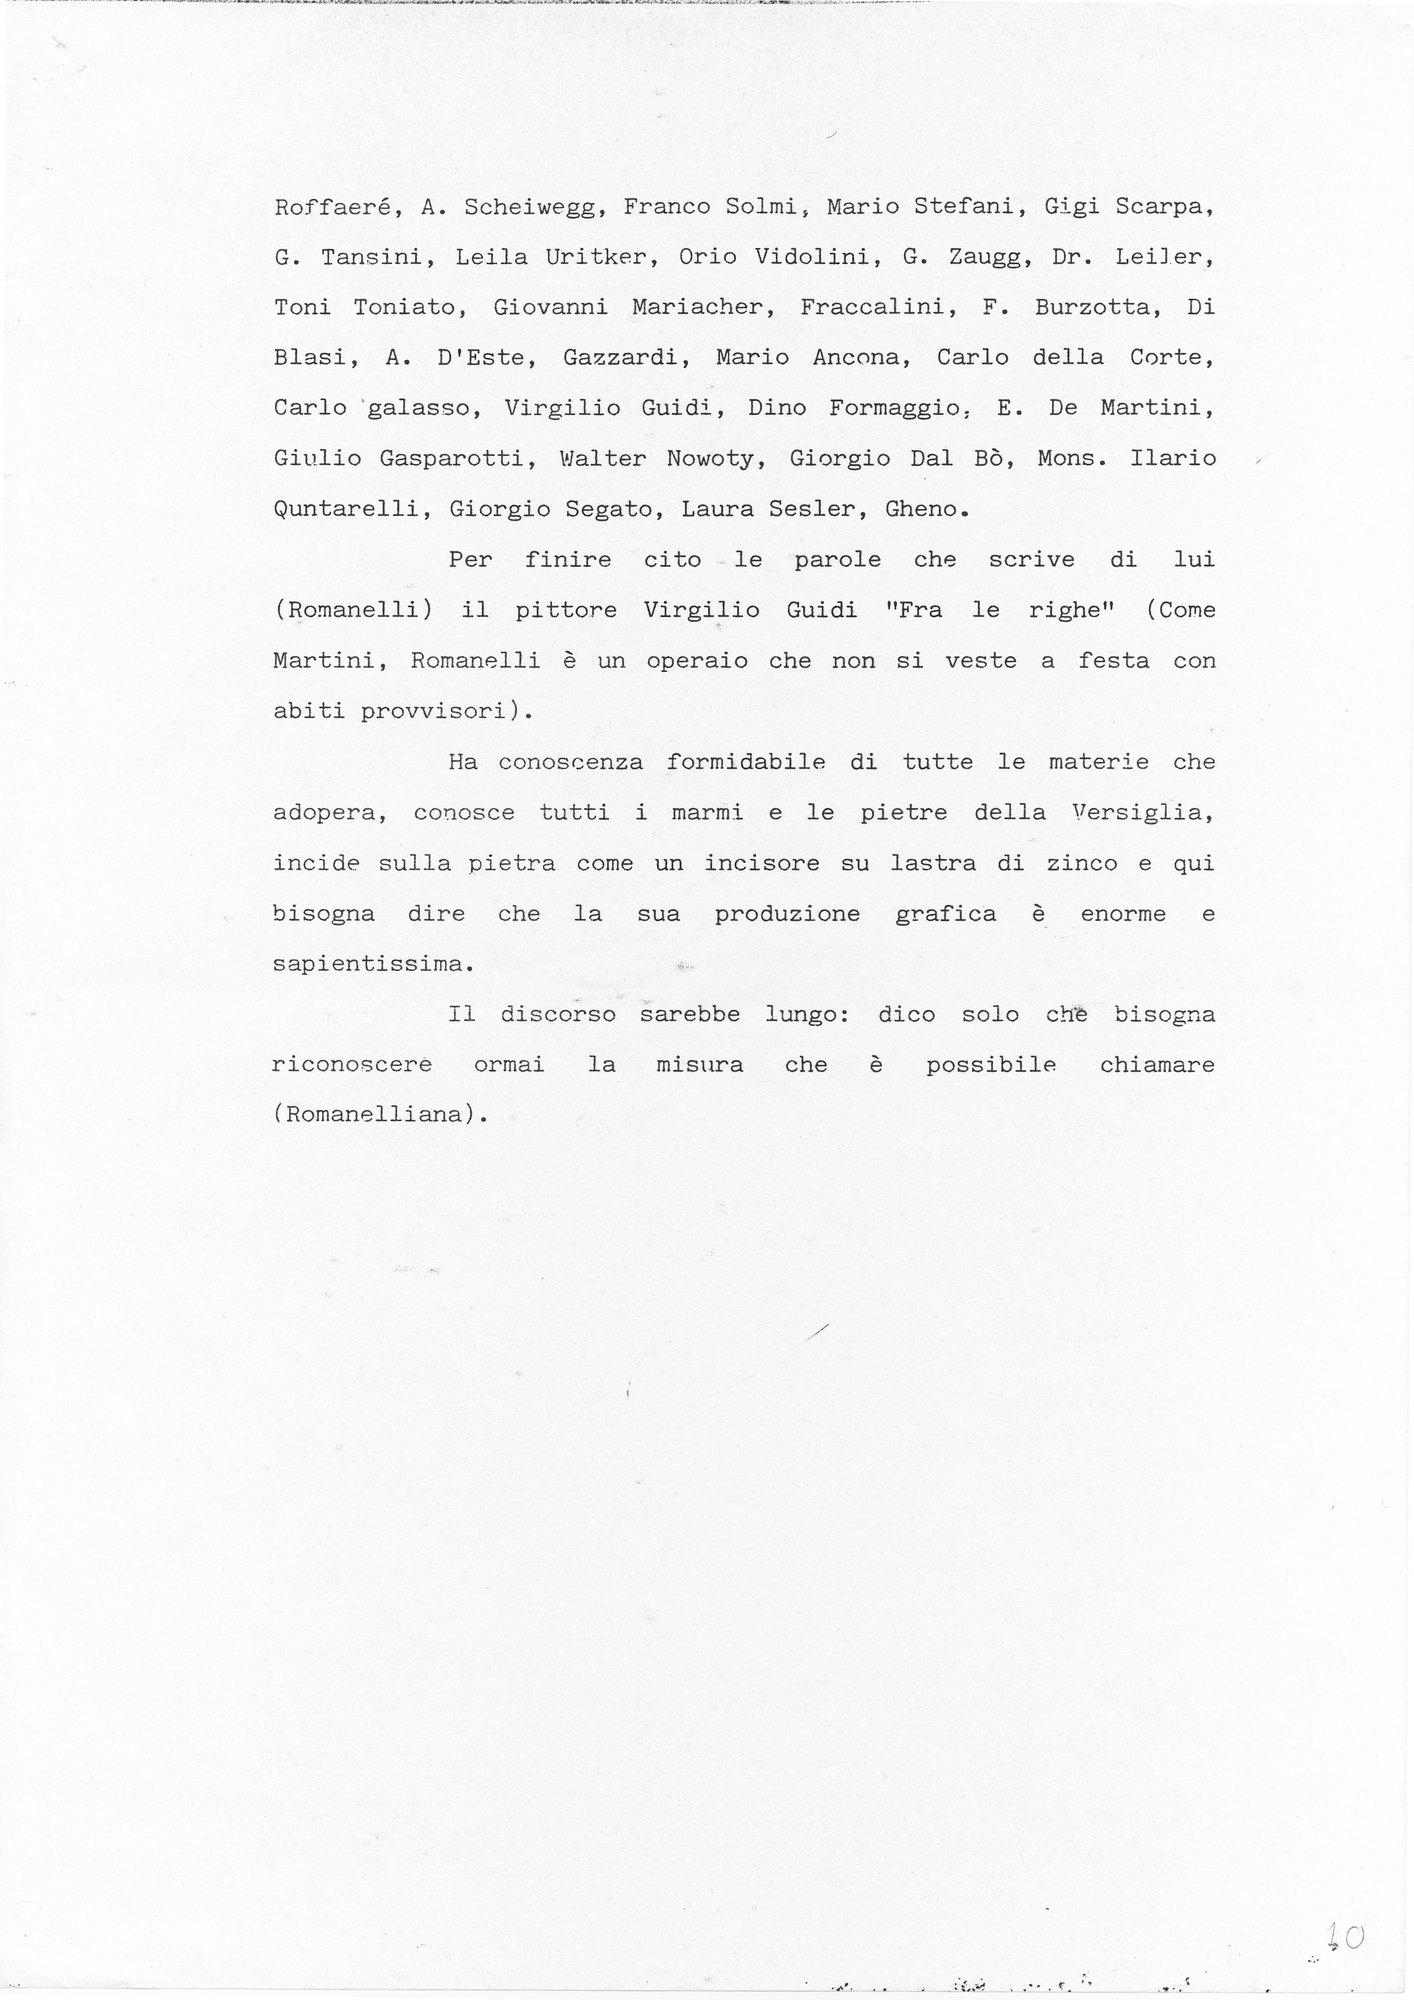 Roffaeré, A. Scheiwegg, Franco Solmi, Mario Stefani, Gigi Scarpa,
G. Tansini, Leila Uritker, Orio Vidolini, G. Zaugg, Dr. Leiler,
Toni Toniato, Giovanni Mariacher, Fraccalini, F. Burzotta, Di
Blasi, A. D'Este, Gazzardi, Mario Ancona, Carlo della Corte,
Carlo galasso, Virgilio Guidi, Dino Formaggio, E. De Martini,
Giulio Gasparotti, Walter Nowoty, Giorgio Dal Bò, Mons. Ilario
Quntarelli, Giorgio Segato, Laura Sesler, Gheno.
Per finire cito le parole che scrive di lui
(Romanelli) il pittore Virgilio Guidi "Fra le righe" (Come
Martini, Romanelli è un operaio che non si veste a festa con
abiti provvisori).
Ha conoscenza formidabile di tutte le materie che
adopera, conosce tutti i marmi e le pietre della Versiglia,
incide sulla pietra come un incisore su lastra di zinco e qui
bisogna dire che la sua produzione grafica è enorme e
sapientissima.
Il discorso sarebbe lungo: dico solo che bisogna
riconoscere ormai la misura che è possibile chiamare
(Romanelliana).
10